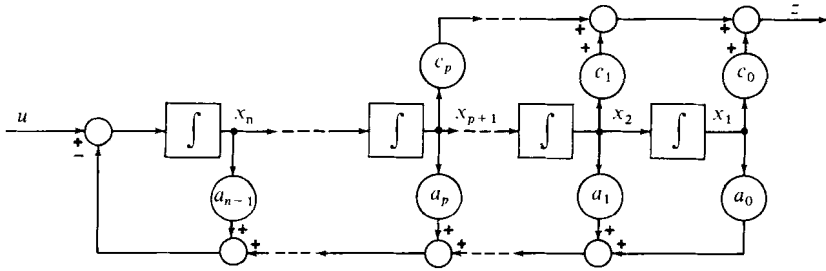 z
+ + + +
c_p c_1 c_0
u ∫ x_n ∫ x_{p+1} ∫ x_2 ∫ x_1
+
−
a_{n−1} a_p a_1 a_0
+ + + + + +